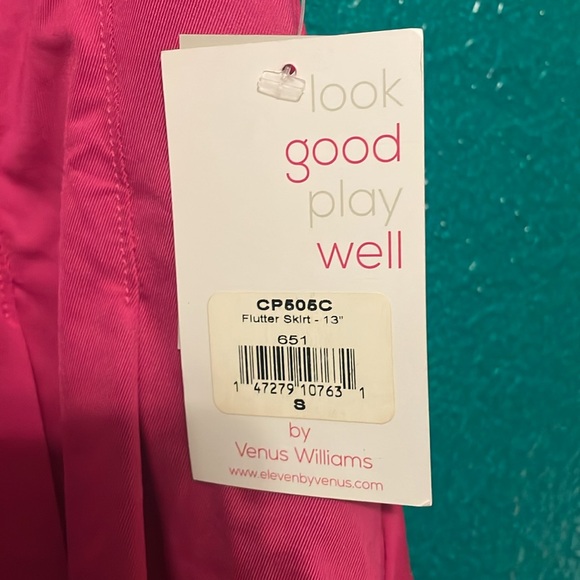 look
good
play
well
CP505C
Flutter Skirt - 13"
651
1 47279 10763 1
S
by
Venus Williams
www.elevenbyvenus.com